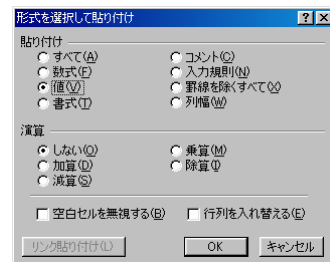 形式を選択して貼り付け
貼り付け
すべて(A) コメント(C)
数式(F) 入力規則(N)
値(V) 罫線を除くすべて(X)
書式(T) 列幅(W)
演算
しない(O) 乗算(M)
加算(D) 除算(I)
減算(S)
空白セルを無視する(B) 行列を入れ替える(E)
リンク貼り付け(L) OK キャンセル